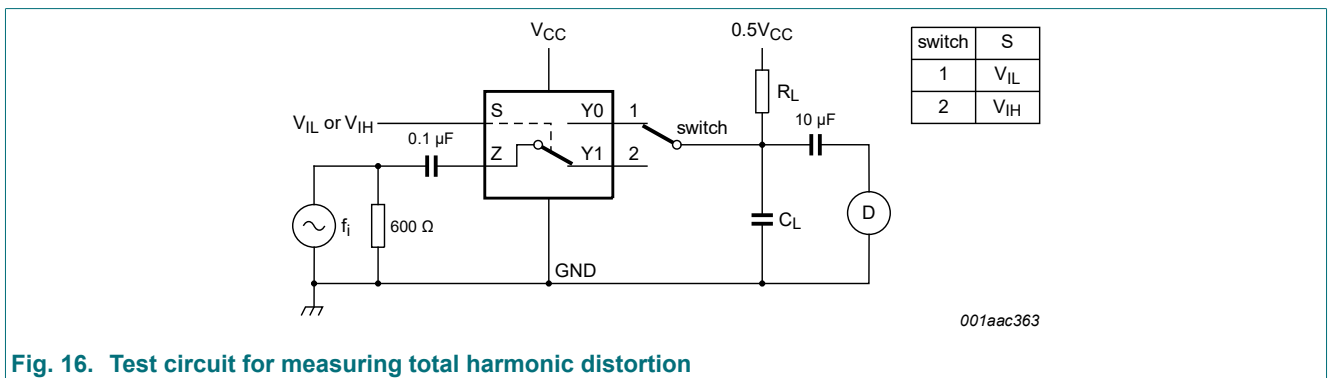 V_CC
0.5V_CC
switch S
1 V_IL
2 V_IH
R_L
10 µF
S Y0 1
switch
V_IL or V_IH
0.1 µF
Z Y1 2
f_i
600 Ω
C_L
D
GND
001aac363
Fig. 16. Test circuit for measuring total harmonic distortion